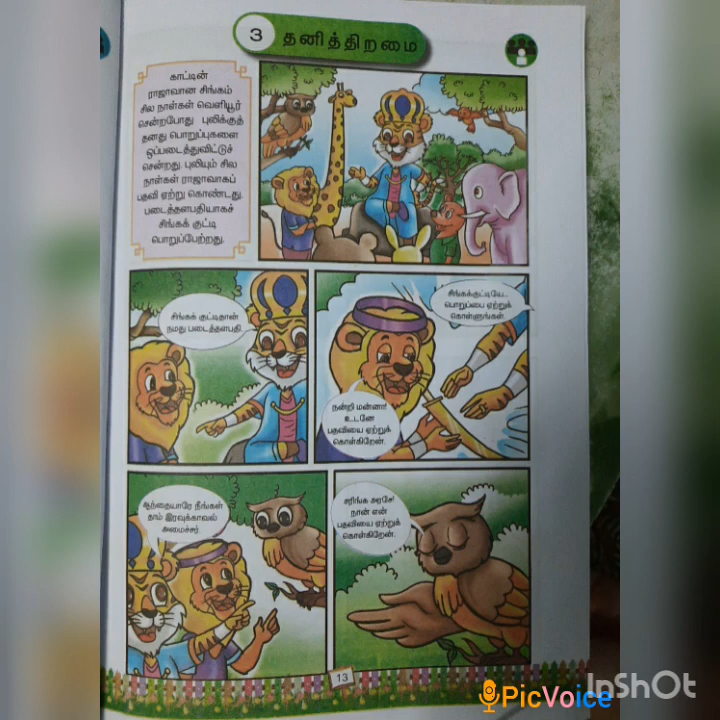 3 தனித்திறமை
காட்டின்
ராஜாவான சிங்கம்
சில நாள்கள் வெளியூர்
சென்றபோது புலிக்குத்
தனது பொறுப்புகளை
ஒப்படைத்துவிட்டுச்
சென்றது. புலியும் சில
நாள்கள் ராஜாவாகப்
பதவி ஏற்று கொண்டது.
படைத்தளபதியாகச்
சிங்கக் குட்டி
பொறுப்பேற்றது.
சிங்கக் குட்டிதான்
நமது படைத்தளபதி.
சிங்கக்குட்டியே..
பொறுப்பை ஏற்றுக்
கொள்ளுங்கள்.
நன்றி மன்னா!
உடனே
பதவியை ஏற்றுக்
கொள்கிறேன்.
ஆந்தையாரே நீங்கள்
தாம் இரவுக்காவல்
அமைச்சர்.
சரிங்க அரசே!
நான் என்
பதவியை ஏற்றுக்
கொள்கிறேன்.
13
InShOt
PicVoice